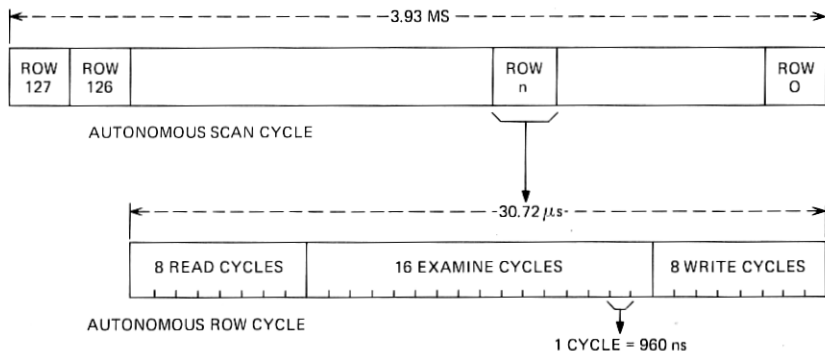 3.93 MS
ROW 127
ROW 126
ROW n
ROW O
AUTONOMOUS SCAN CYCLE
30.72 μs
8 READ CYCLES
16 EXAMINE CYCLES
8 WRITE CYCLES
AUTONOMOUS ROW CYCLE
1 CYCLE = 960 ns